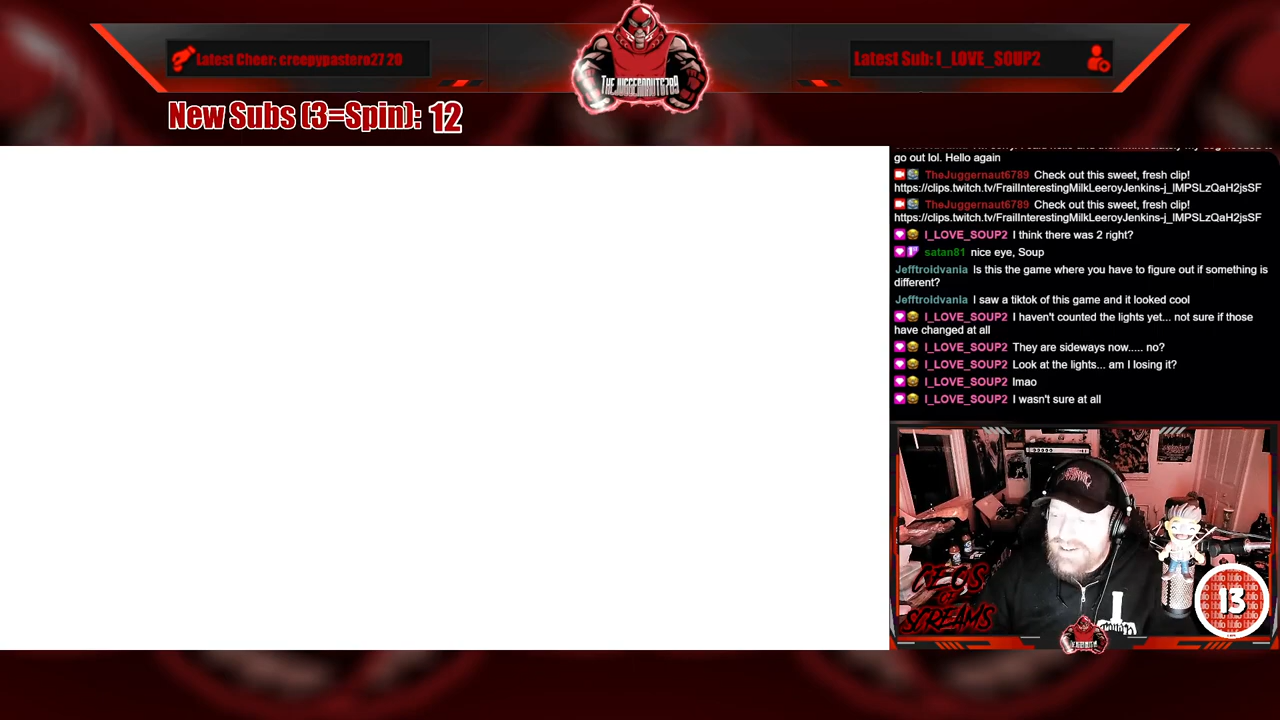 Latest Cheer: creepypastero27 20
THEJUGGERNAUT6789
Latest Sub: I_LOVE_SOUP2
New Subs (3=Spin): 12
go out lol. Hello again
TheJuggernaut6789 Check out this sweet, fresh clip!
https://clips.twitch.tv/FrailInterestingMilkLeeroyJenkins-j_IMPSLzQaH2jsSF
TheJuggernaut6789 Check out this sweet, fresh clip!
https://clips.twitch.tv/FrailInterestingMilkLeeroyJenkins-j_IMPSLzQaH2jsSF
I_LOVE_SOUP2 I think there was 2 right?
satan81 nice eye, Soup
Jefftroidvania Is this the game where you have to figure out if something is
different?
Jefftroidvania I saw a tiktok of this game and it looked cool
I_LOVE_SOUP2 I haven't counted the lights yet... not sure if those
have changed at all
I_LOVE_SOUP2 They are sideways now..... no?
I_LOVE_SOUP2 Look at the lights... am I losing it?
I_LOVE_SOUP2 lmao
I_LOVE_SOUP2 I wasn't sure at all
SCREAMS
13